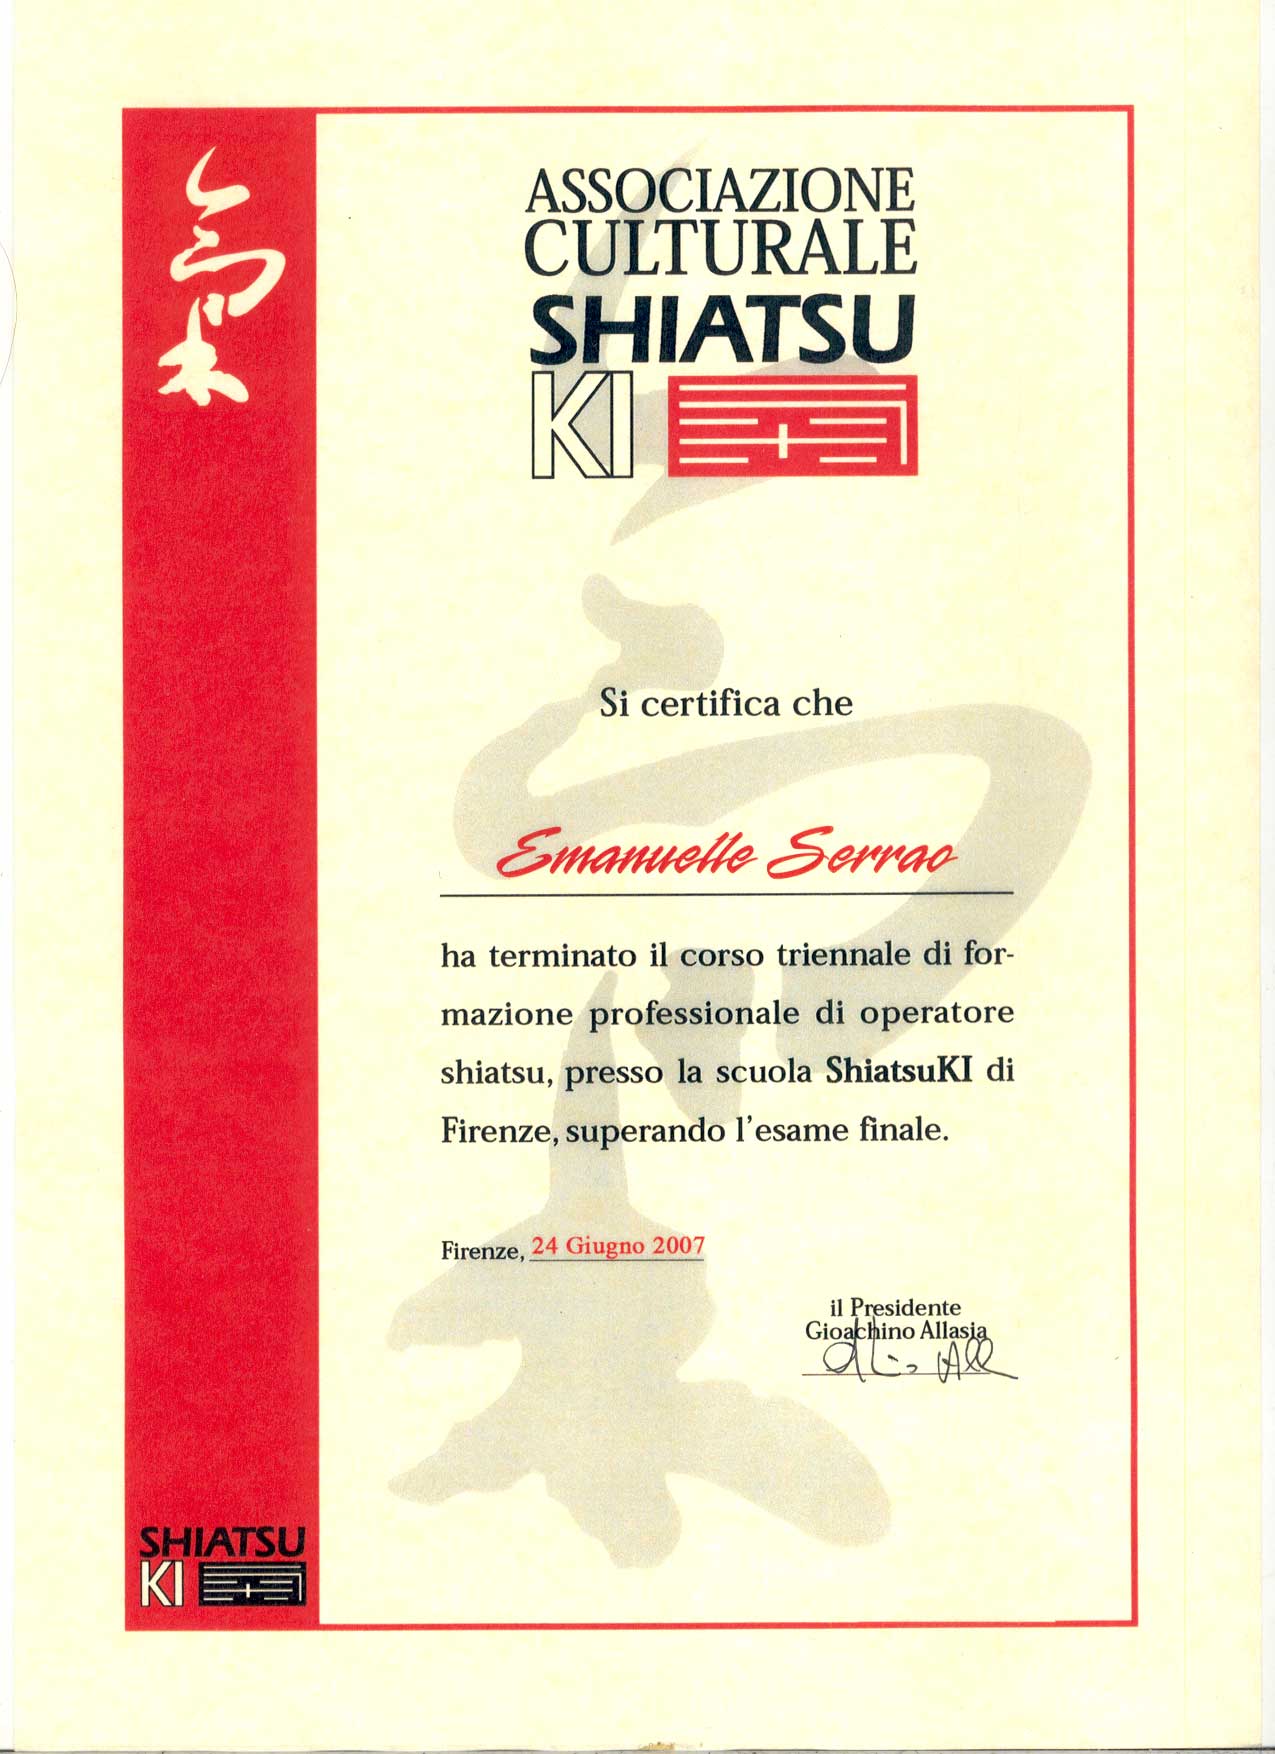 ASSOCIAZIONE
CULTURALE
SHIATSU
KI
Si certifica che
Emanuelle Serrao
ha terminato il corso triennale di for-
mazione professionale di operatore
shiatsu, presso la scuola ShiatsuKI di
Firenze, superando l'esame finale.
Firenze, 24 Giugno 2007
il Presidente
Gioachino Allasia
SHIATSU
KI